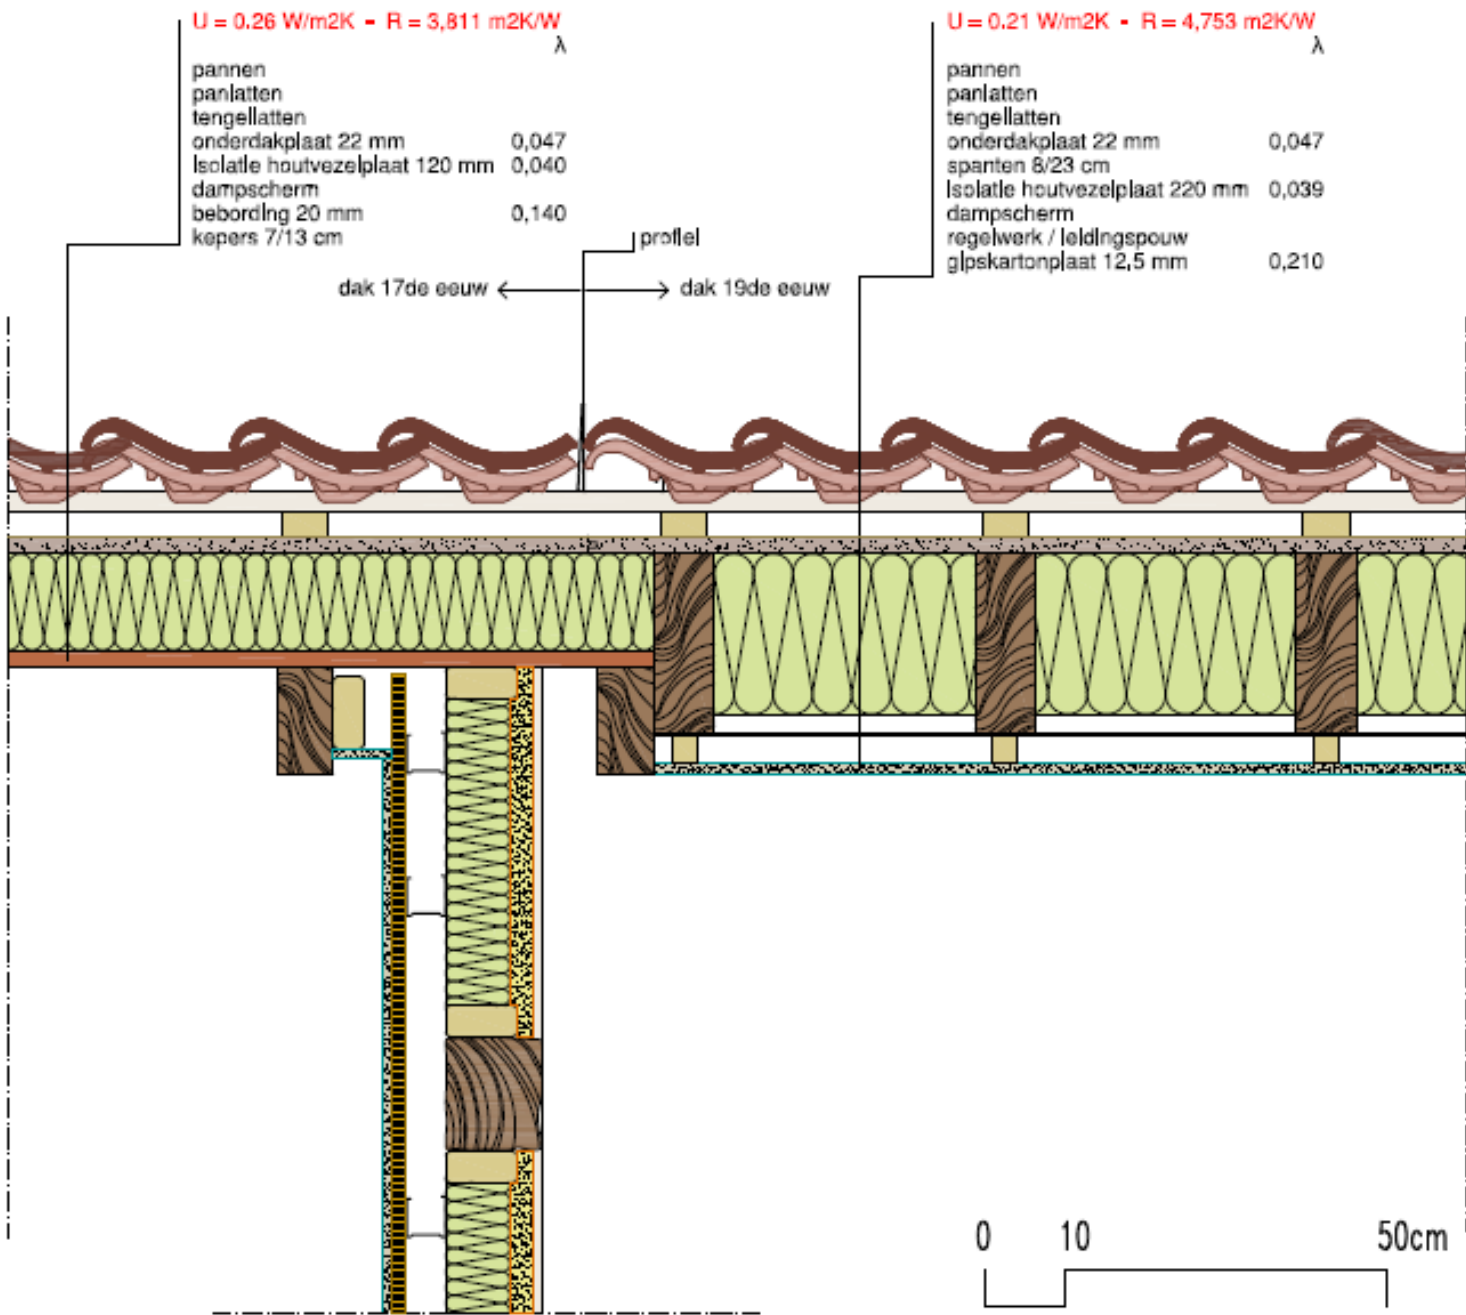 U = 0.26 W/m2K - R = 3,811 m2K/W
λ
pannen
panlatten
tengellatten
onderdakplaat 22 mm 0,047
Isolatie houtvezelplaat 120 mm 0,040
dampscherm
bebording 20 mm 0,140
kepers 7/13 cm
U = 0.21 W/m2K - R = 4,753 m2K/W
λ
pannen
panlatten
tengellatten
onderdakplaat 22 mm 0,047
spanten 8/23 cm
Isolatie houtvezelplaat 220 mm 0,039
dampscherm
regelwerk / leidingspouw
gipskartonplaat 12,5 mm 0,210
profiel
dak 17de eeuw
dak 19de eeuw
0 10 50cm